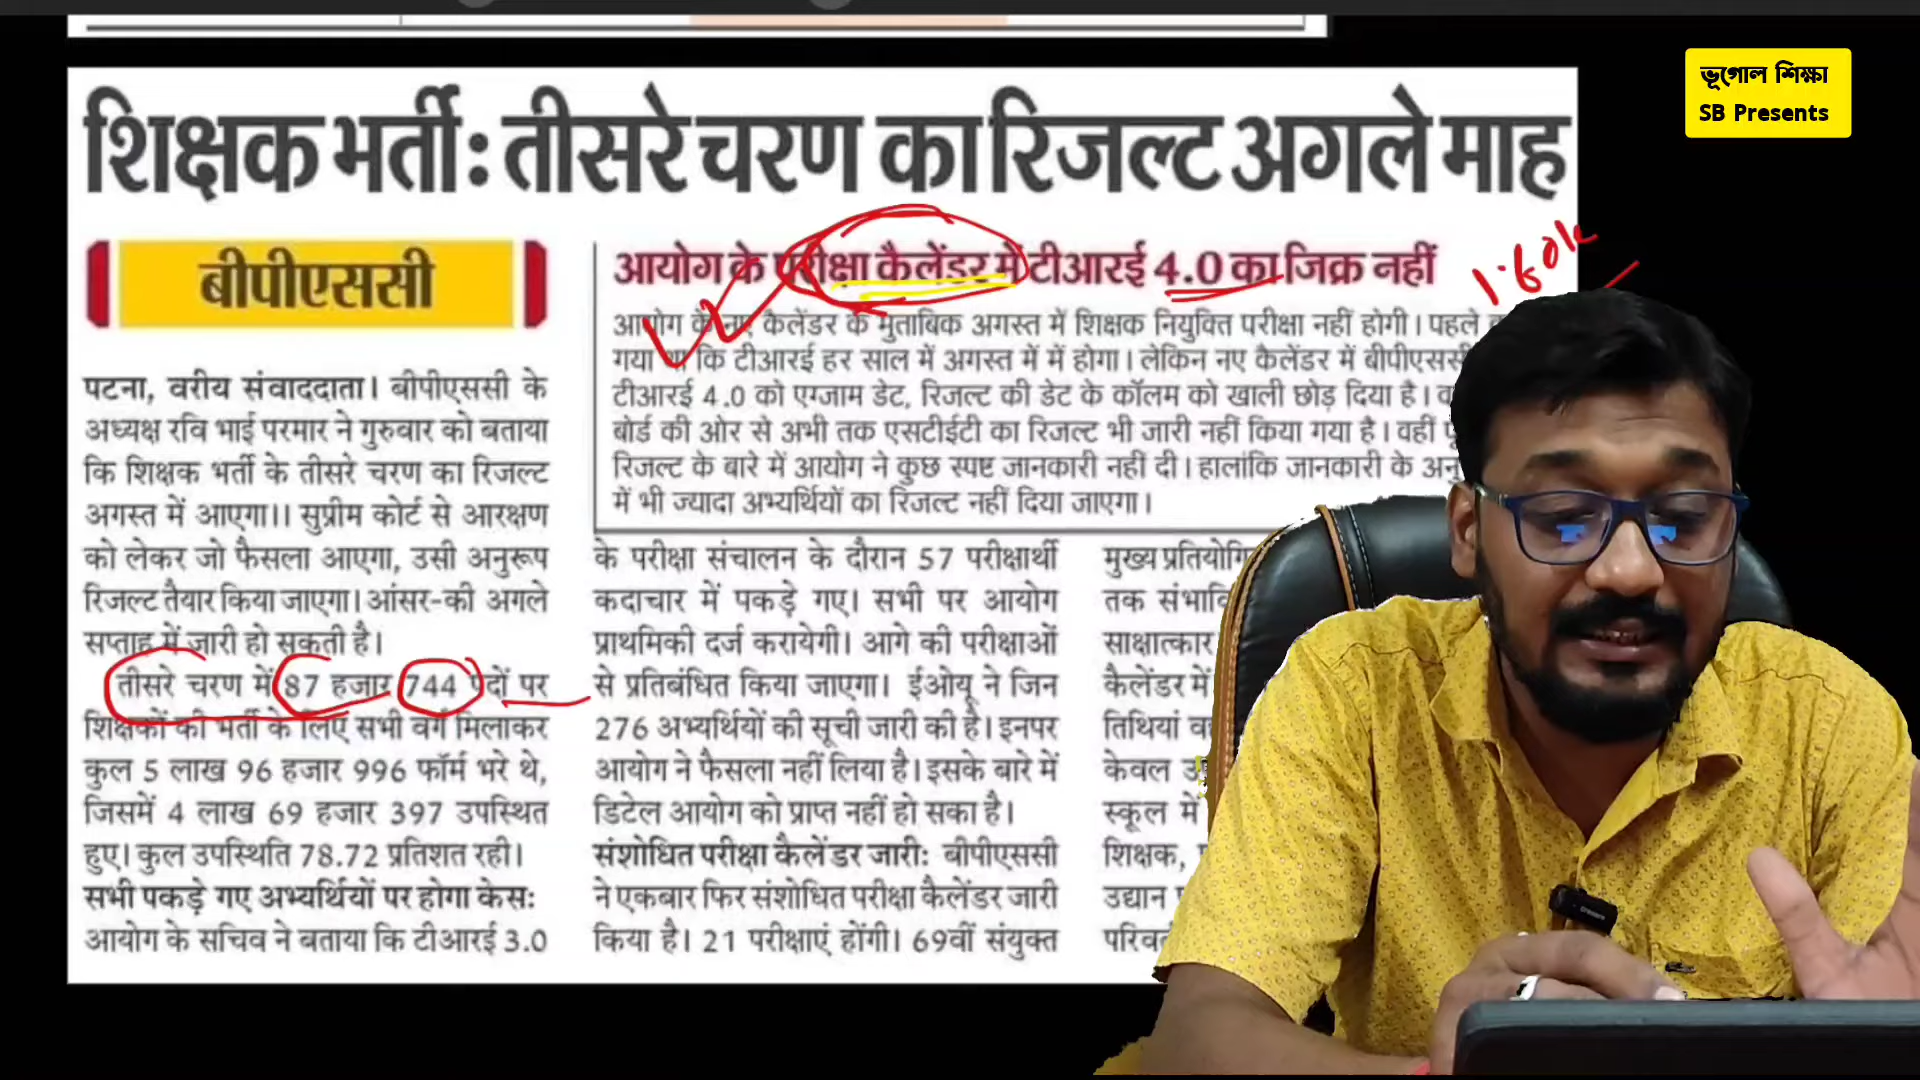 भूगोल शिक्षा
SB Presents
शिक्षक भर्ती: तीसरे चरण का रिजल्ट अगले माह
बीपीएससी
पटना, वरीय संवाददाता। बीपीएससी के
अध्यक्ष रवि भाई परमार ने गुरुवार को बताया
कि शिक्षक भर्ती के तीसरे चरण का रिजल्ट
अगस्त में आएगा।। सुप्रीम कोर्ट से आरक्षण
को लेकर जो फैसला आएगा, उसी अनुरूप
रिजल्ट तैयार किया जाएगा। आंसर-की अगले
सप्ताह में जारी हो सकती है।
तीसरे चरण में 87 हजार 744 पदों पर
शिक्षकों की भर्ती के लिए सभी वर्ग मिलाकर
कुल 5 लाख 96 हजार 996 फॉर्म भरे थे,
जिसमें 4 लाख 69 हजार 397 उपस्थित
हुए। कुल उपस्थिति 78.72 प्रतिशत रही।
सभी पकड़े गए अभ्यर्थियों पर होगा केस:
आयोग के सचिव ने बताया कि टीआरई 3.0
आयोग के परीक्षा कैलेंडर में टीआरई 4.0 का जिक्र नहीं
आयोग के नए कैलेंडर के मुताबिक अगस्त में शिक्षक नियुक्ति परीक्षा नहीं होगी। पहले
गया था कि टीआरई हर साल में अगस्त में में होगा। लेकिन नए कैलेंडर में बीपीएससी
टीआरई 4.0 को एग्जाम डेट, रिजल्ट की डेट के कॉलम को खाली छोड़ दिया है।
बोर्ड की ओर से अभी तक एसटीईटी का रिजल्ट भी जारी नहीं किया गया है। वहीं
रिजल्ट के बारे में आयोग ने कुछ स्पष्ट जानकारी नहीं दी। हालांकि जानकारी के
में भी ज्यादा अभ्यर्थियों का रिजल्ट नहीं दिया जाएगा।
के परीक्षा संचालन के दौरान 57 परीक्षार्थी
कदाचार में पकड़े गए। सभी पर आयोग
प्राथमिकी दर्ज करायेगी। आगे की परीक्षाओं
से प्रतिबंधित किया जाएगा। ईओयू ने जिन
276 अभ्यर्थियों की सूची जारी की है। इनपर
आयोग ने फैसला नहीं लिया है। इसके बारे में
डिटेल आयोग को प्राप्त नहीं हो सका है।
संशोधित परीक्षा कैलेंडर जारी: बीपीएससी
ने एकबार फिर संशोधित परीक्षा कैलेंडर जारी
किया है। 21 परीक्षाएं होंगी। 69वीं संयुक्त
मुख्य
तक
साक्षात्कार
कैलेंडर में
तिथियां
केवल
स्कूल में
शिक्षक,
उद्यान